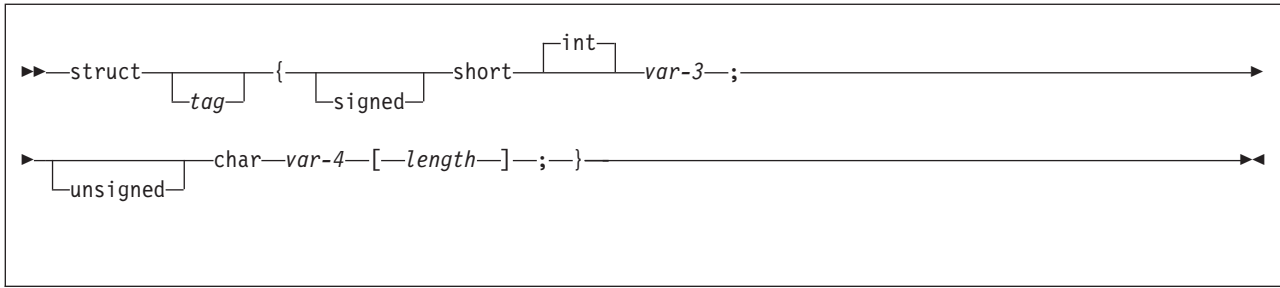 int
struct { short var-3 ;
tag signed
char var-4 [ length ] ; }
unsigned